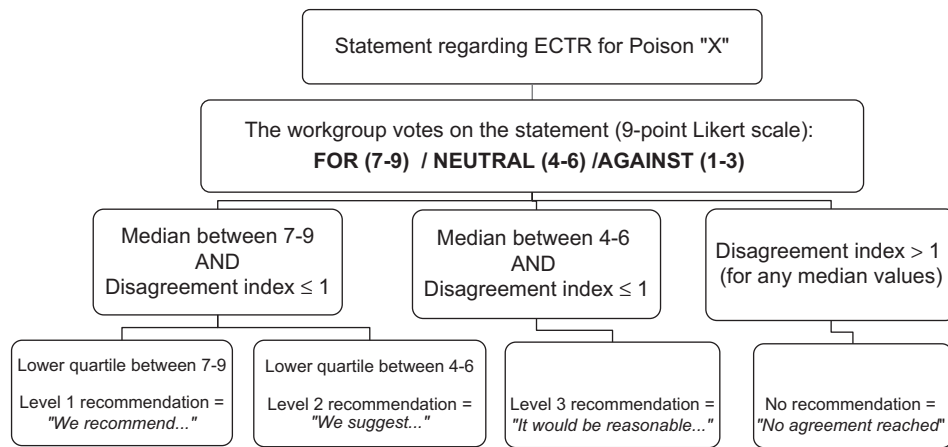 Statement regarding ECTR for Poison "X"
The workgroup votes on the statement (9-point Likert scale):
FOR (7-9) / NEUTRAL (4-6) /AGAINST (1-3)
Median between 7-9
AND
Disagreement index ≤ 1
Median between 4-6
AND
Disagreement index ≤ 1
Disagreement index > 1
(for any median values)
Lower quartile between 7-9
Level 1 recommendation =
"We recommend..."
Lower quartile between 4-6
Level 2 recommendation =
"We suggest..."
Level 3 recommendation =
"It would be reasonable..."
No recommendation =
"No agreement reached"